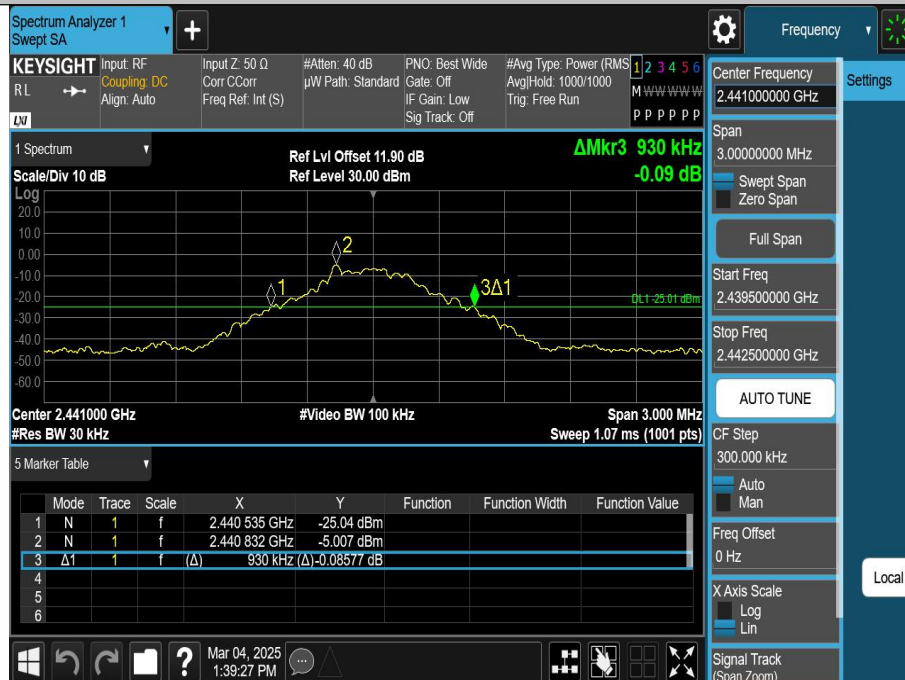 Spectrum Analyzer 1
Swept SA
+
Frequency
KEYSIGHT
RL
LXI
Input: RF
Coupling: DC
Align: Auto
Input Z: 50 Ω
Corr CCorr
Freq Ref: Int (S)
#Atten: 40 dB
µW Path: Standard
PNO: Best Wide
Gate: Off
IF Gain: Low
Sig Track: Off
#Avg Type: Power (RMS
Avg|Hold: 1000/1000
Trig: Free Run
1 2 3 4 5 6
M W W W W W
P P P P P P
1 Spectrum
Scale/Div 10 dB
Ref Lvl Offset 11.90 dB
Ref Level 30.00 dBm
ΔMkr3 930 kHz
-0.09 dB
Log
20.0
10.0
0.00
-10.0
-20.0
-30.0
-40.0
-50.0
-60.0
1
2
3Δ1
DL1 -25.01 dBm
Center 2.441000 GHz
#Video BW 100 kHz
Span 3.000 MHz
#Res BW 30 kHz
Sweep 1.07 ms (1001 pts)
5 Marker Table
Mode Trace Scale X Y Function Function Width Function Value
1 N 1 f 2.440 535 GHz -25.04 dBm
2 N 1 f 2.440 832 GHz -5.007 dBm
3 Δ1 1 f (Δ) 930 kHz (Δ) -0.08577 dB
4
5
6
?
Mar 04, 2025
1:39:27 PM
Center Frequency
2.441000000 GHz
Settings
Span
3.00000000 MHz
Swept Span
Zero Span
Full Span
Start Freq
2.439500000 GHz
Stop Freq
2.442500000 GHz
AUTO TUNE
CF Step
300.000 kHz
Auto
Man
Freq Offset
0 Hz
Local
X Axis Scale
Log
Lin
Signal Track
(Span Zoom)